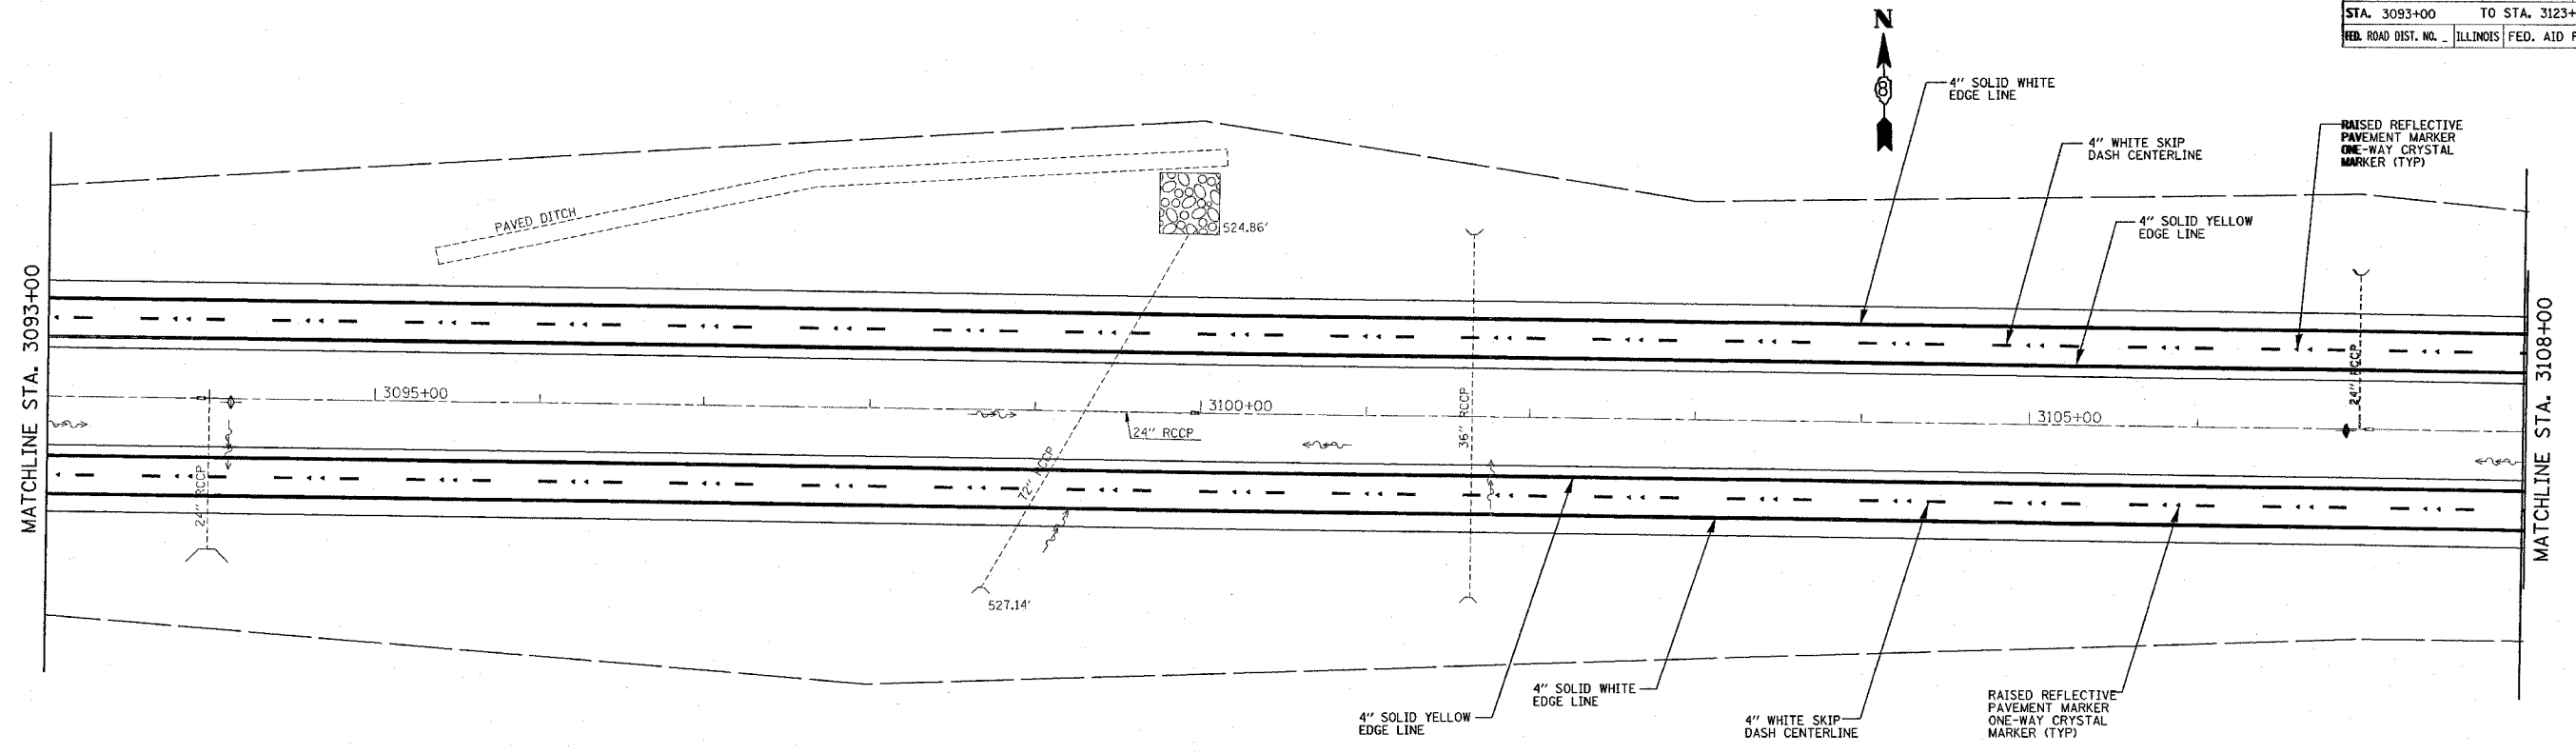 STA. 3093+00 TO STA. 3123+
FED. ROAD DIST. NO. _ ILLINOIS FED. AID
N
8
4" SOLID WHITE
EDGE LINE
4" WHITE SKIP
DASH CENTERLINE
RAISED REFLECTIVE
PAVEMENT MARKER
ONE-WAY CRYSTAL
MARKER (TYP)
4" SOLID YELLOW
EDGE LINE
PAVED DITCH
524.86'
MATCHLINE STA. 3093+00
MATCHLINE STA. 3108+00
3095+00
3100+00
3105+00
24" RCCP
24" RCCP
72" RCCP
36" RCCP
24" RCCP
527.14'
4" SOLID YELLOW
EDGE LINE
4" SOLID WHITE
EDGE LINE
4" WHITE SKIP
DASH CENTERLINE
RAISED REFLECTIVE
PAVEMENT MARKER
ONE-WAY CRYSTAL
MARKER (TYP)